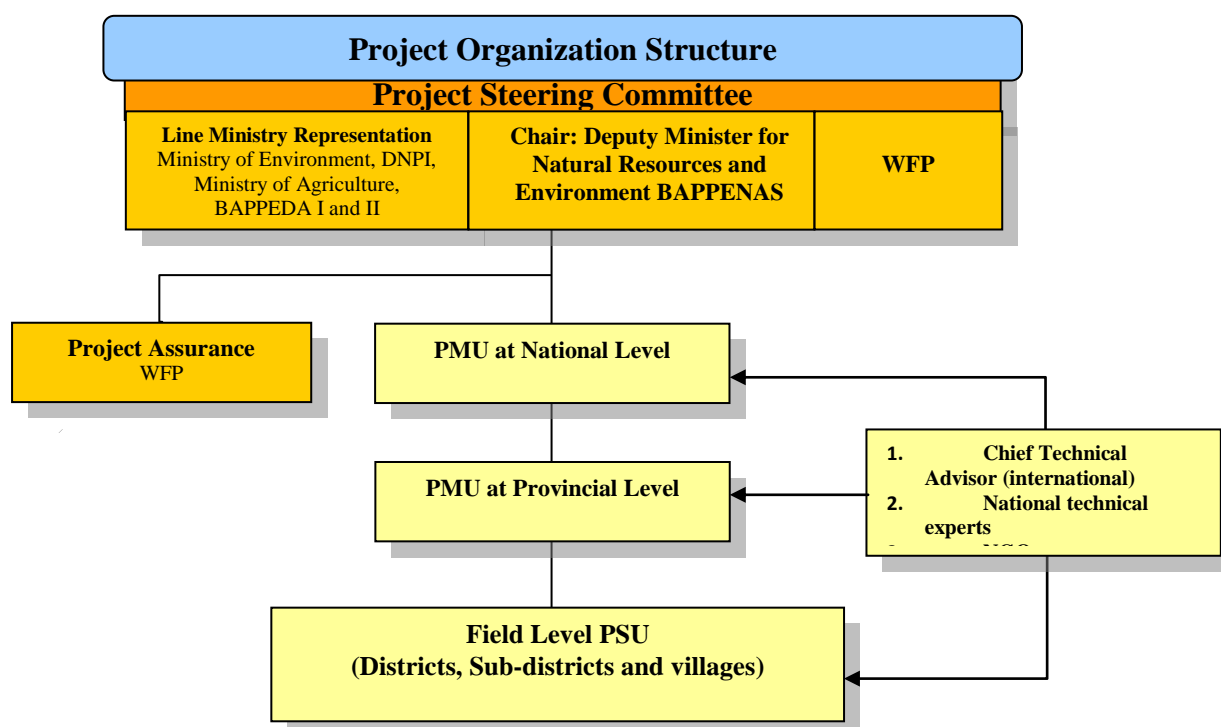 Project Organization Structure
Project Steering Committee
Line Ministry Representation
Ministry of Environment, DNPI,
Ministry of Agriculture,
BAPPEDA I and II
Chair: Deputy Minister for
Natural Resources and
Environment BAPPENAS
WFP
Project Assurance
WFP
PMU at National Level
PMU at Provincial Level
1. Chief Technical
Advisor (international)
2. National technical
experts
Field Level PSU
(Districts, Sub-districts and villages)